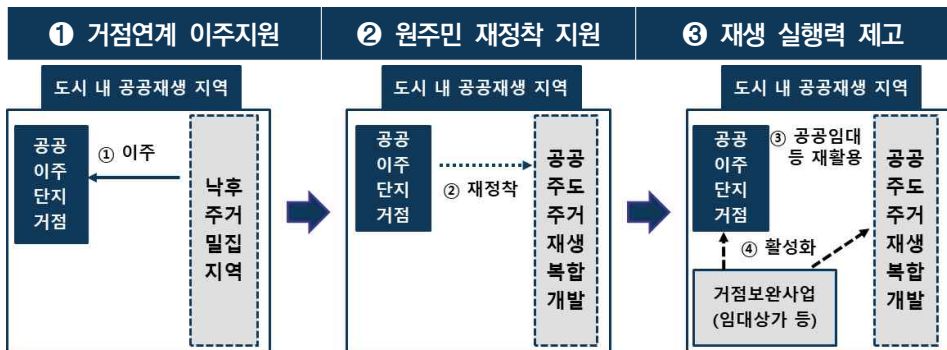 ❶ 거점연계 이주지원
❷ 원주민 재정착 지원
❸ 재생 실행력 제고
도시 내 공공재생 지역
공공
이주
단지
거점
① 이주
낙후
주거
밀집
지역
도시 내 공공재생 지역
공공
이주
단지
거점
② 재정착
공공
주도
주거
재생
복합
개발
도시 내 공공재생 지역
공공
이주
단지
거점
③ 공공임대
등 재활용
④ 활성화
거점보완사업
(임대상가 등)
공공
주도
주거
재생
복합
개발